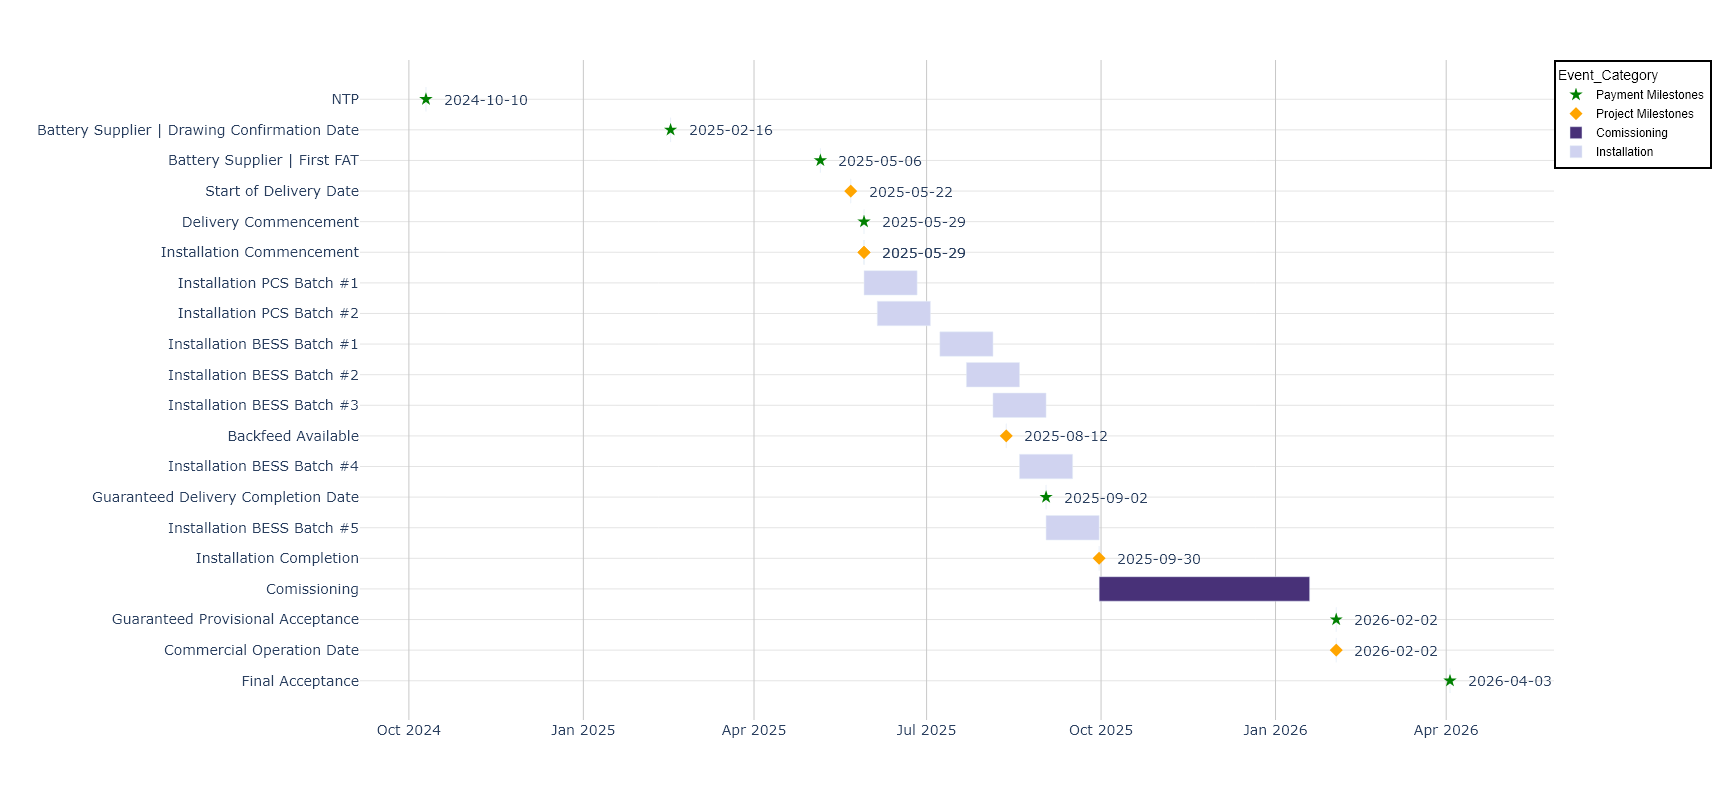 Event_Category
Payment Milestones
Project Milestones
Comissioning
Installation
NTP 2024-10-10
Battery Supplier | Drawing Confirmation Date 2025-02-16
Battery Supplier | First FAT 2025-05-06
Start of Delivery Date 2025-05-22
Delivery Commencement 2025-05-29
Installation Commencement 2025-05-29
Installation PCS Batch #1
Installation PCS Batch #2
Installation BESS Batch #1
Installation BESS Batch #2
Installation BESS Batch #3
Backfeed Available 2025-08-12
Installation BESS Batch #4
Guaranteed Delivery Completion Date 2025-09-02
Installation BESS Batch #5
Installation Completion 2025-09-30
Comissioning
Guaranteed Provisional Acceptance 2026-02-02
Commercial Operation Date 2026-02-02
Final Acceptance 2026-04-03
Oct 2024 Jan 2025 Apr 2025 Jul 2025 Oct 2025 Jan 2026 Apr 2026